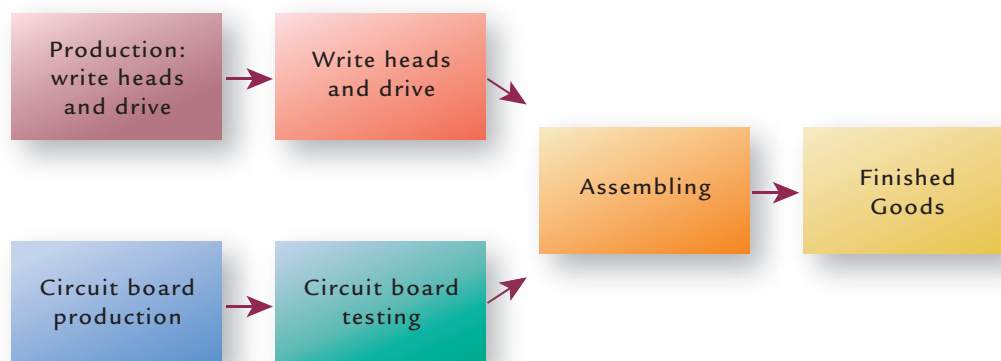 Production:
write heads
and drive
Write heads
and drive
Assembling
Finished
Goods
Circuit board
production
Circuit board
testing